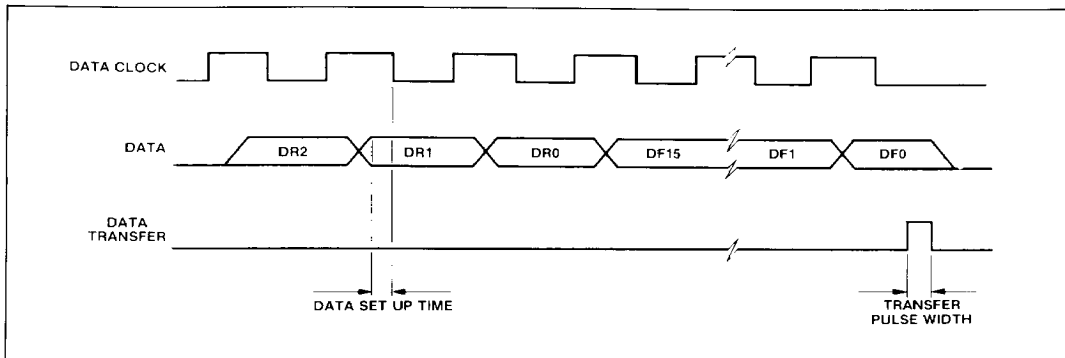 DATA CLOCK
DATA
DR2 DR1 DR0 DF15 DF1 DF0
DATA
TRANSFER
DATA SET UP TIME
TRANSFER
PULSE WIDTH